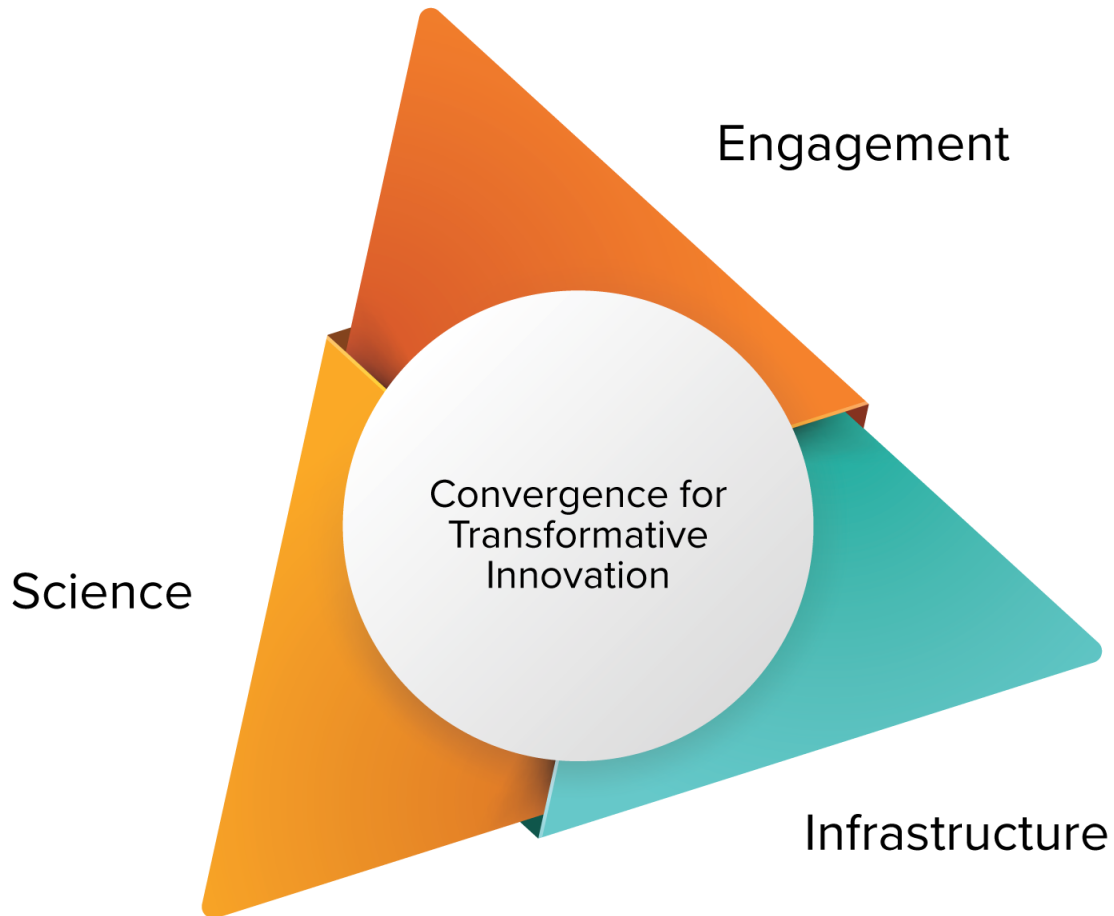 Engagement
Convergence for
Transformative
Innovation
Science
Infrastructure